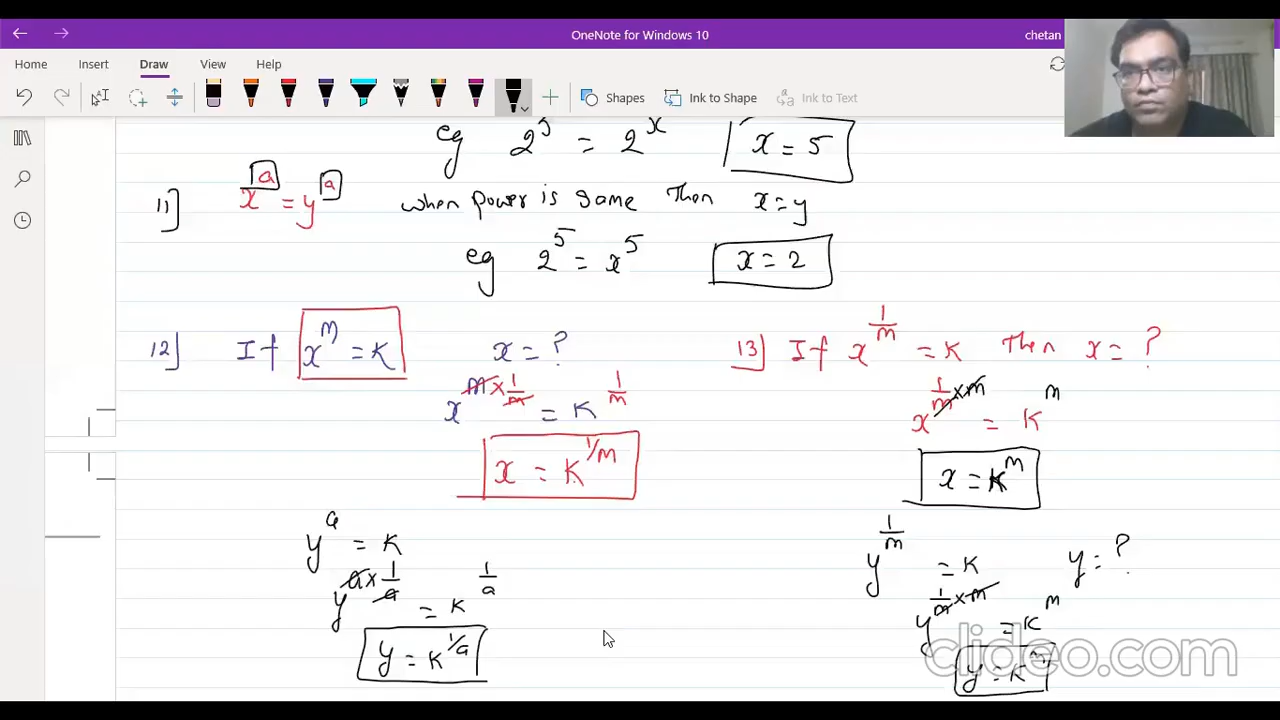 OneNote for Windows 10
chetan
Home Insert Draw View Help
Shapes Ink to Shape Ink to Text
eg 2^5 = 2^x x = 5
11] x^a = y^a when power is same Then x = y
eg 2^5 = x^5 x = 2
12] If x^m = K x = ?
x^(m×1/m) = K^(1/m)
x = K^(1/m)
y^a = K
y^(a×1/a) = K^(1/a)
y = K^(1/a)
13] If x^(1/m) = K Then x = ?
x^(1/m×m) = K^m
x = K^m
y^(1/m) = K y = ?
y^(1/m×m) = K^m
y = K^m
clideo.com